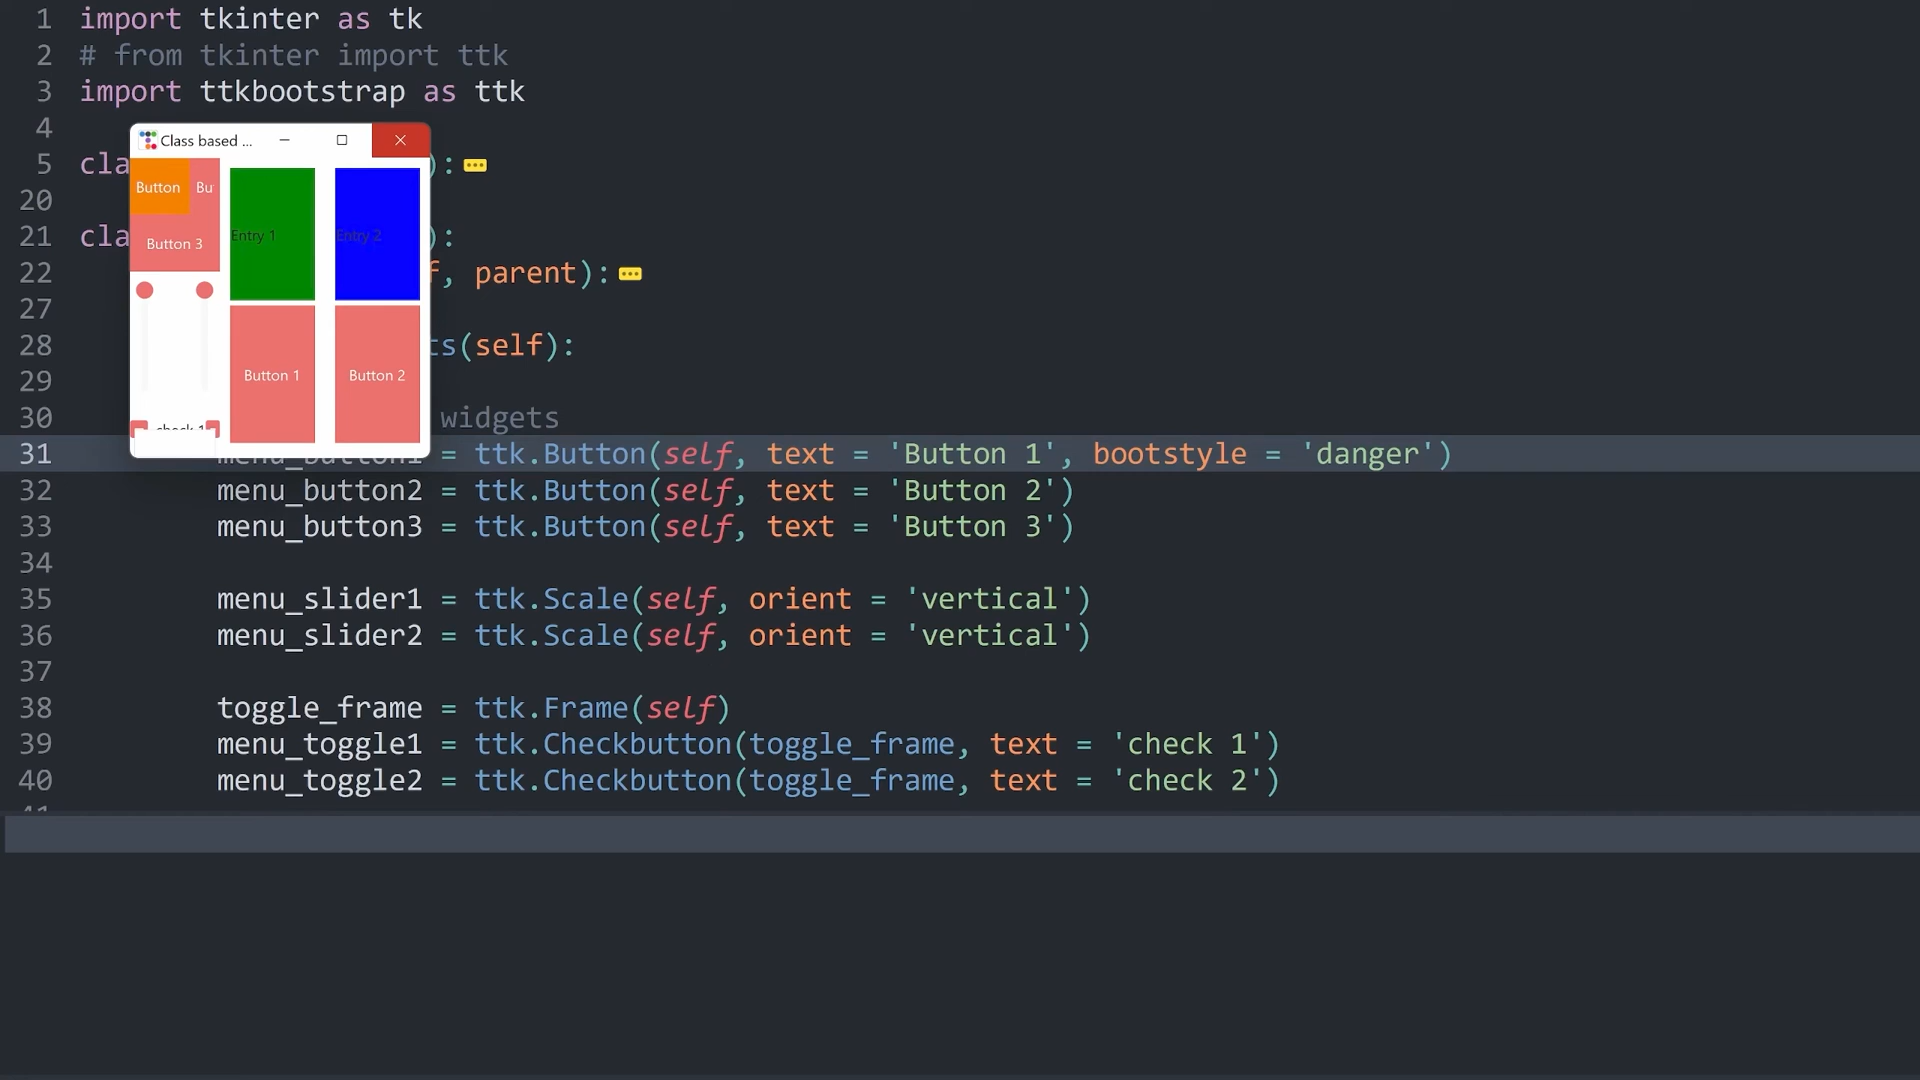 1 import tkinter as tk
2 # from tkinter import ttk
3 import ttkbootstrap as ttk
4
Class based ...
5 cla ):
Button Bu
20
21 cla ):
Entry 1 Entry 2
Button 3
22 f, parent):
27
28 ts(self):
29
Button 1 Button 2
30 widgets
check 1
31 menu_button1 = ttk.Button(self, text = 'Button 1', bootstyle = 'danger')
32 menu_button2 = ttk.Button(self, text = 'Button 2')
33 menu_button3 = ttk.Button(self, text = 'Button 3')
34
35 menu_slider1 = ttk.Scale(self, orient = 'vertical')
36 menu_slider2 = ttk.Scale(self, orient = 'vertical')
37
38 toggle_frame = ttk.Frame(self)
39 menu_toggle1 = ttk.Checkbutton(toggle_frame, text = 'check 1')
40 menu_toggle2 = ttk.Checkbutton(toggle_frame, text = 'check 2')